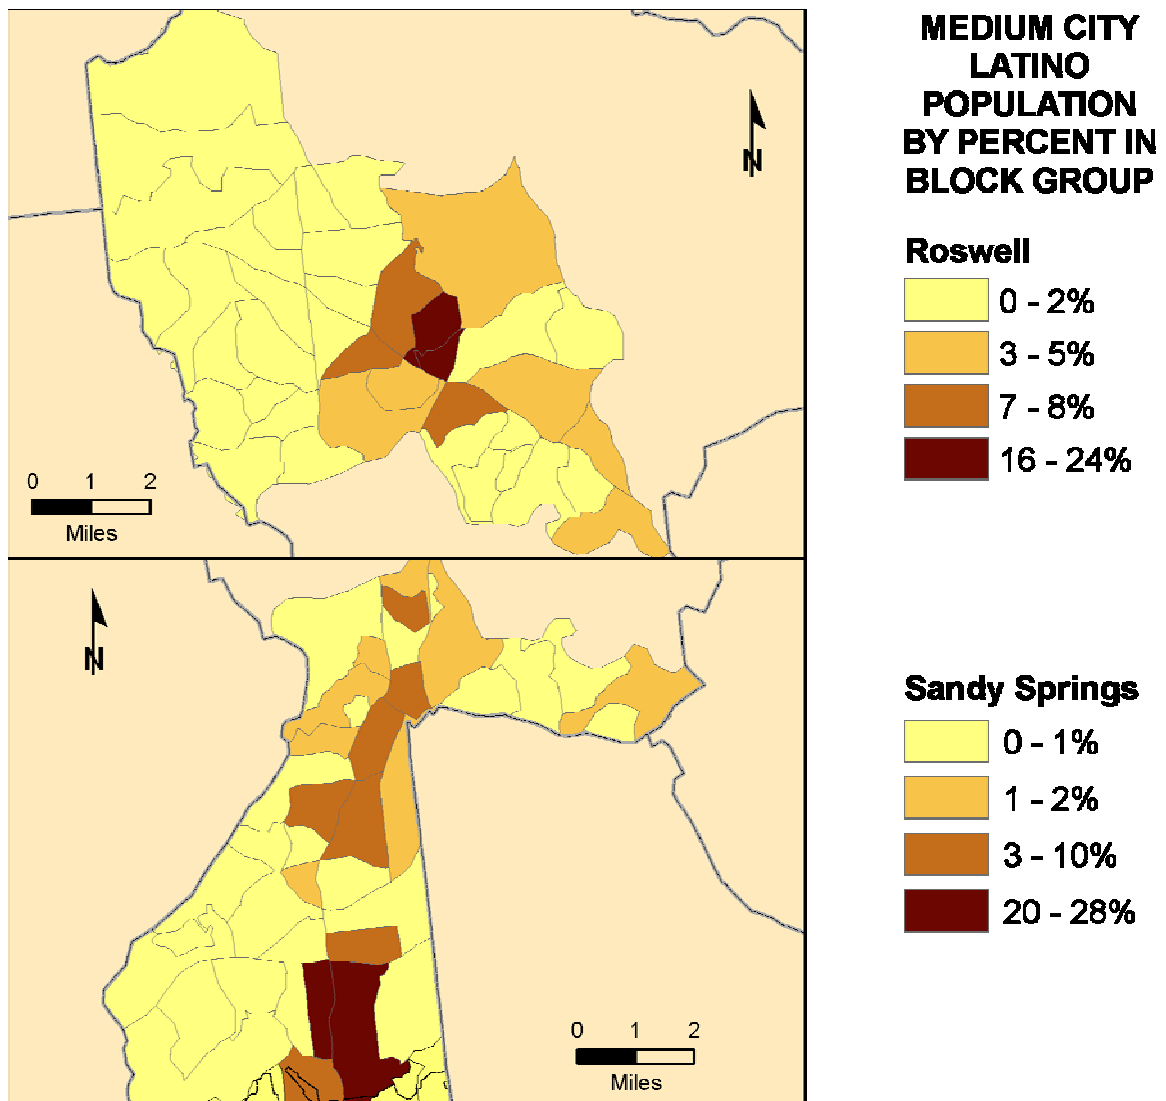 MEDIUM CITY
LATINO
POPULATION
BY PERCENT IN
BLOCK GROUP
N
Roswell
0 - 2%
3 - 5%
7 - 8%
16 - 24%
0 1 2
Miles
N
Sandy Springs
0 - 1%
1 - 2%
3 - 10%
20 - 28%
0 1 2
Miles